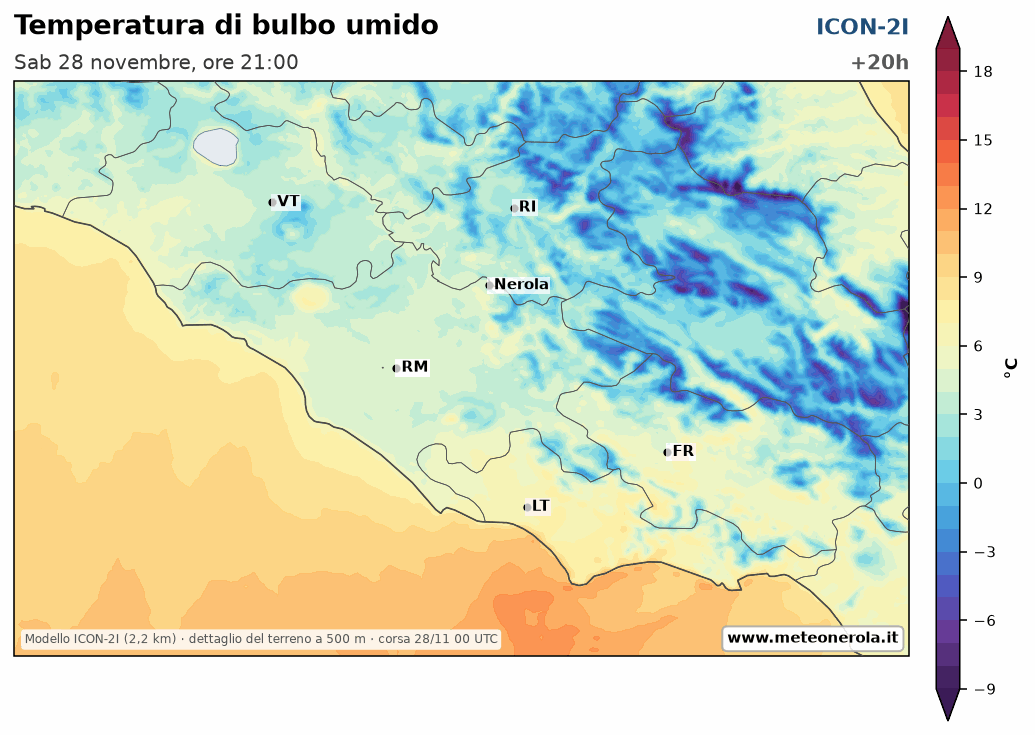 Temperatura di bulbo umido
ICON-2I
Sab 28 novembre, ore 21:00
+20h
VT
RI
Nerola
RM
FR
LT
18
15
12
9
6
3
0
−3
−6
−9
°C
Modello ICON-2I (2,2 km) · dettaglio del terreno a 500 m · corsa 28/11 00 UTC
www.meteonerola.it